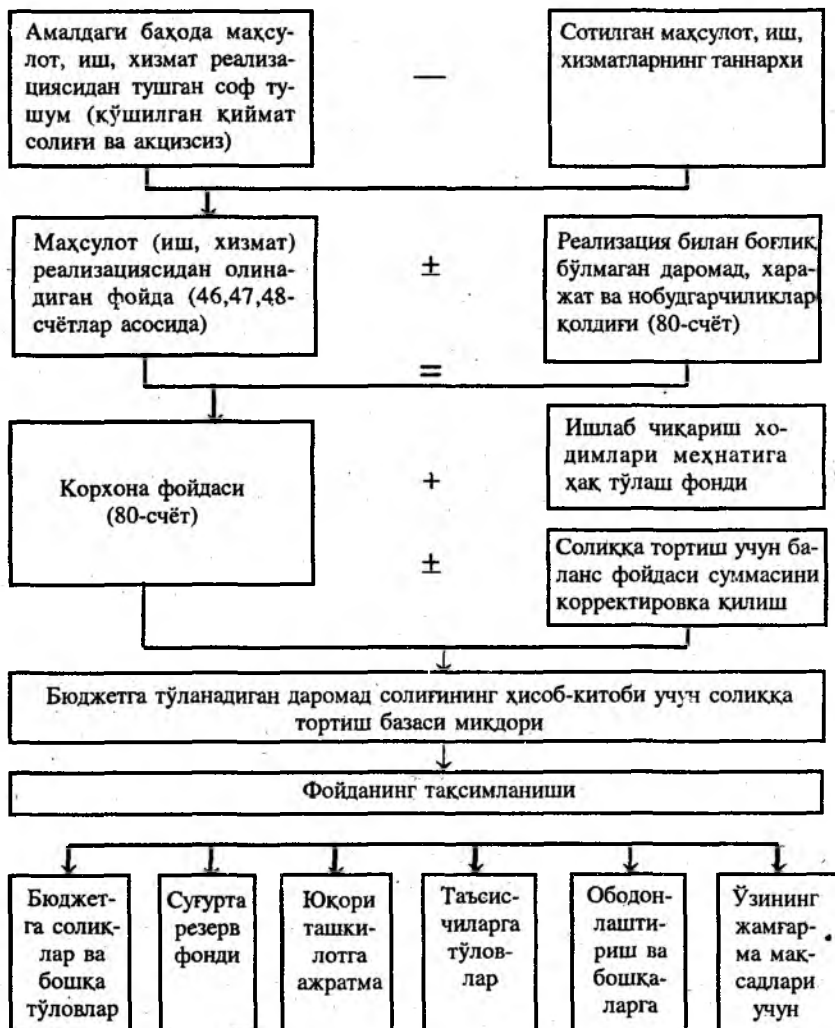 Амалдаги баҳода маҳсу-
лот, иш, хизмат реализа-
циясидан тушган соф ту-
шум (қўшилган қиймат
солиғи ва акцизсиз)
—
Сотилган маҳсулот, иш,
хизматларнинг таннархи
Маҳсулот (иш, хизмат)
реализациясидан олина-
диган фойда (46,47,48-
счётлар асосида)
±
Реализация билан боғлиқ
бўлмаган даромад, хара-
жат ва нобудгарчиликлар
қолдиғи (80-счёт)
=
Корхона фойдаси
(80-счёт)
+
Ишлаб чиқариш хо-
димлари меҳнатига
ҳақ тўлаш фонди
±
Солиққа тортиш учун ба-
ланс фойдаси суммасини
корректировка қилиш
Бюджетга тўланадиган даромад солиғининг ҳисоб-китоби учун солиққа
тортиш базаси миқдори
Фойданинг тақсимланиши
Бюджет-
га солиқ-
лар ва
бошқа
тўловлар
Суғурта
резерв
фонди
Юқори
ташки-
лотга
ажратма
Таъсис-
чиларга
тўлов-
лар
Ободон-
лашти-
риш ва
бошқа-
ларга
Ўзининг
жамғар-
ма мақ-
садлари
учун